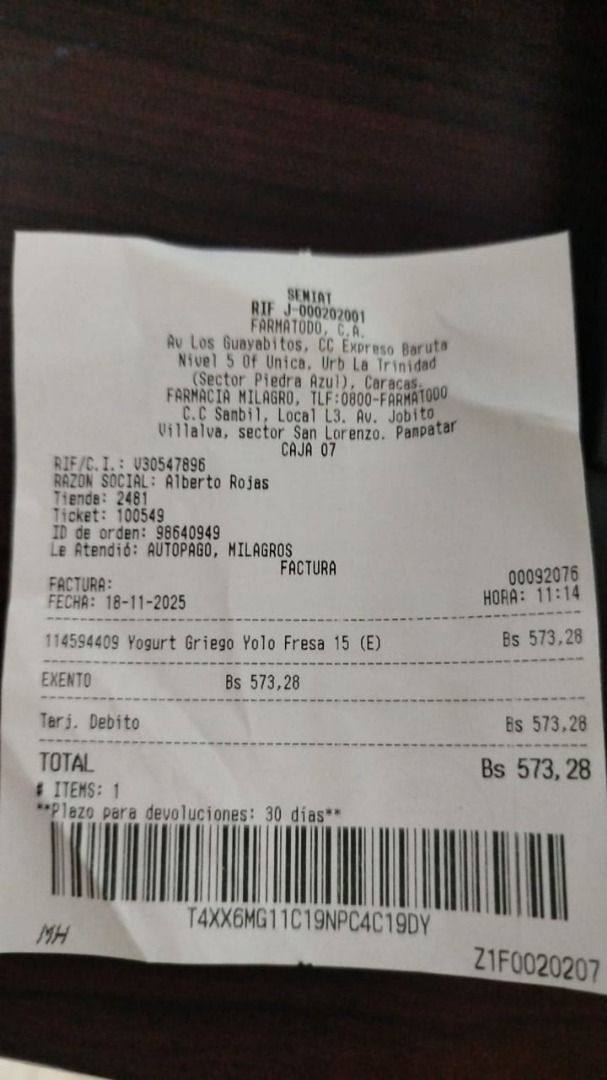 SENIAT
RIF J-000202001
FARMATODO, C.A.
Av Los Guayabitos, CC Expreso Baruta
Nivel 5 Of Unica, Urb La Trinidad
(Sector Piedra Azul), Caracas.
FARMACIA MILAGRO, TLF:0800-FARMATODO
C.C Sambil, Local L3. Av. Jobito
Villalva, sector San Lorenzo. Pampatar
CAJA 07
RIF/C.I.: V30547896
RAZON SOCIAL: Alberto Rojas
Tienda: 2481
Ticket: 100549
ID de orden: 98640949
Le Atendió: AUTOPAGO, MILAGROS
FACTURA
FACTURA: 00092076
FECHA: 18-11-2025 HORA: 11:14
114594409 Yogurt Griego Yolo Fresa 15 (E) Bs 573,28
EXENTO Bs 573,28
Tarj. Debito Bs 573,28
TOTAL Bs 573,28
# ITEMS: 1
**Plazo para devoluciones: 30 días**
T4XX6MG11C19NPC4C19DY
MH Z1F0020207